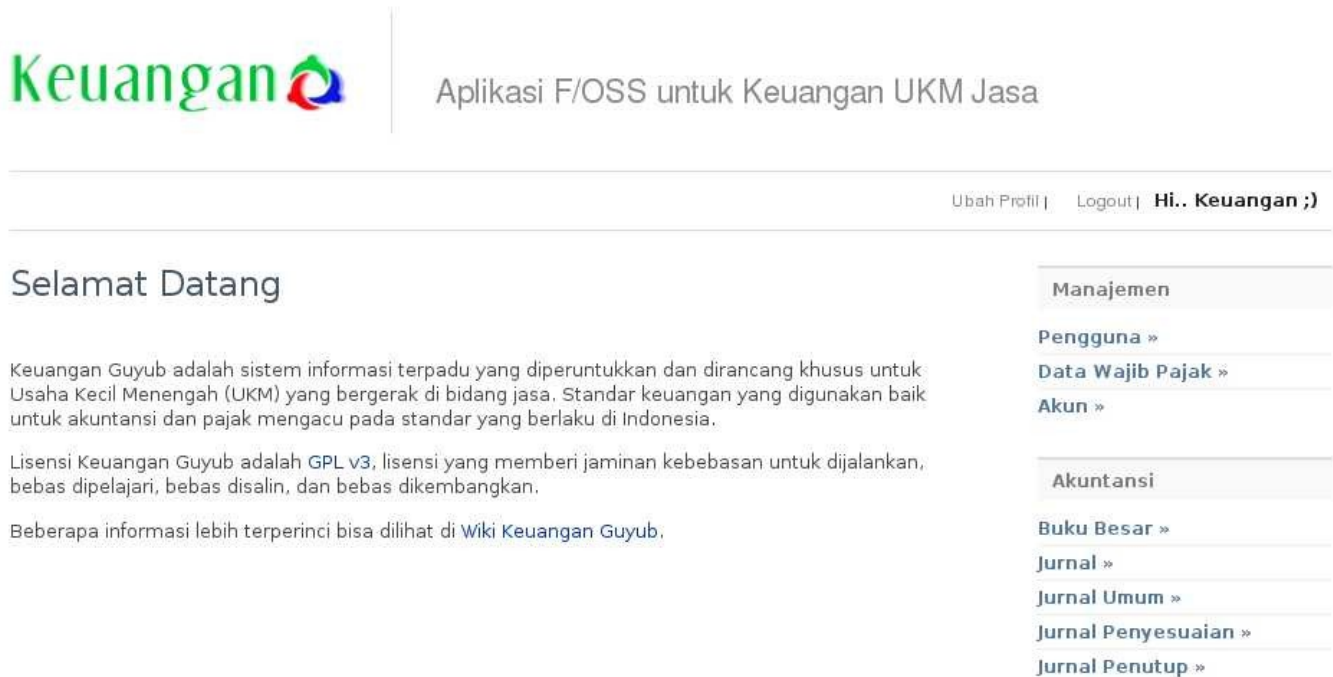 Keuangan
Aplikasi F/OSS untuk Keuangan UKM Jasa
Ubah Profil | Logout | Hi.. Keuangan ;)
Selamat Datang
Keuangan Guyub adalah sistem informasi terpadu yang diperuntukkan dan dirancang khusus untuk
Usaha Kecil Menengah (UKM) yang bergerak di bidang jasa. Standar keuangan yang digunakan baik
untuk akuntansi dan pajak mengacu pada standar yang berlaku di Indonesia.
Lisensi Keuangan Guyub adalah GPL v3, lisensi yang memberi jaminan kebebasan untuk dijalankan,
bebas dipelajari, bebas disalin, dan bebas dikembangkan.
Beberapa informasi lebih terperinci bisa dilihat di Wiki Keuangan Guyub.
Manajemen
Pengguna »
Data Wajib Pajak »
Akun »
Akuntansi
Buku Besar »
Jurnal »
Jurnal Umum »
Jurnal Penyesuaian »
Jurnal Penutup »